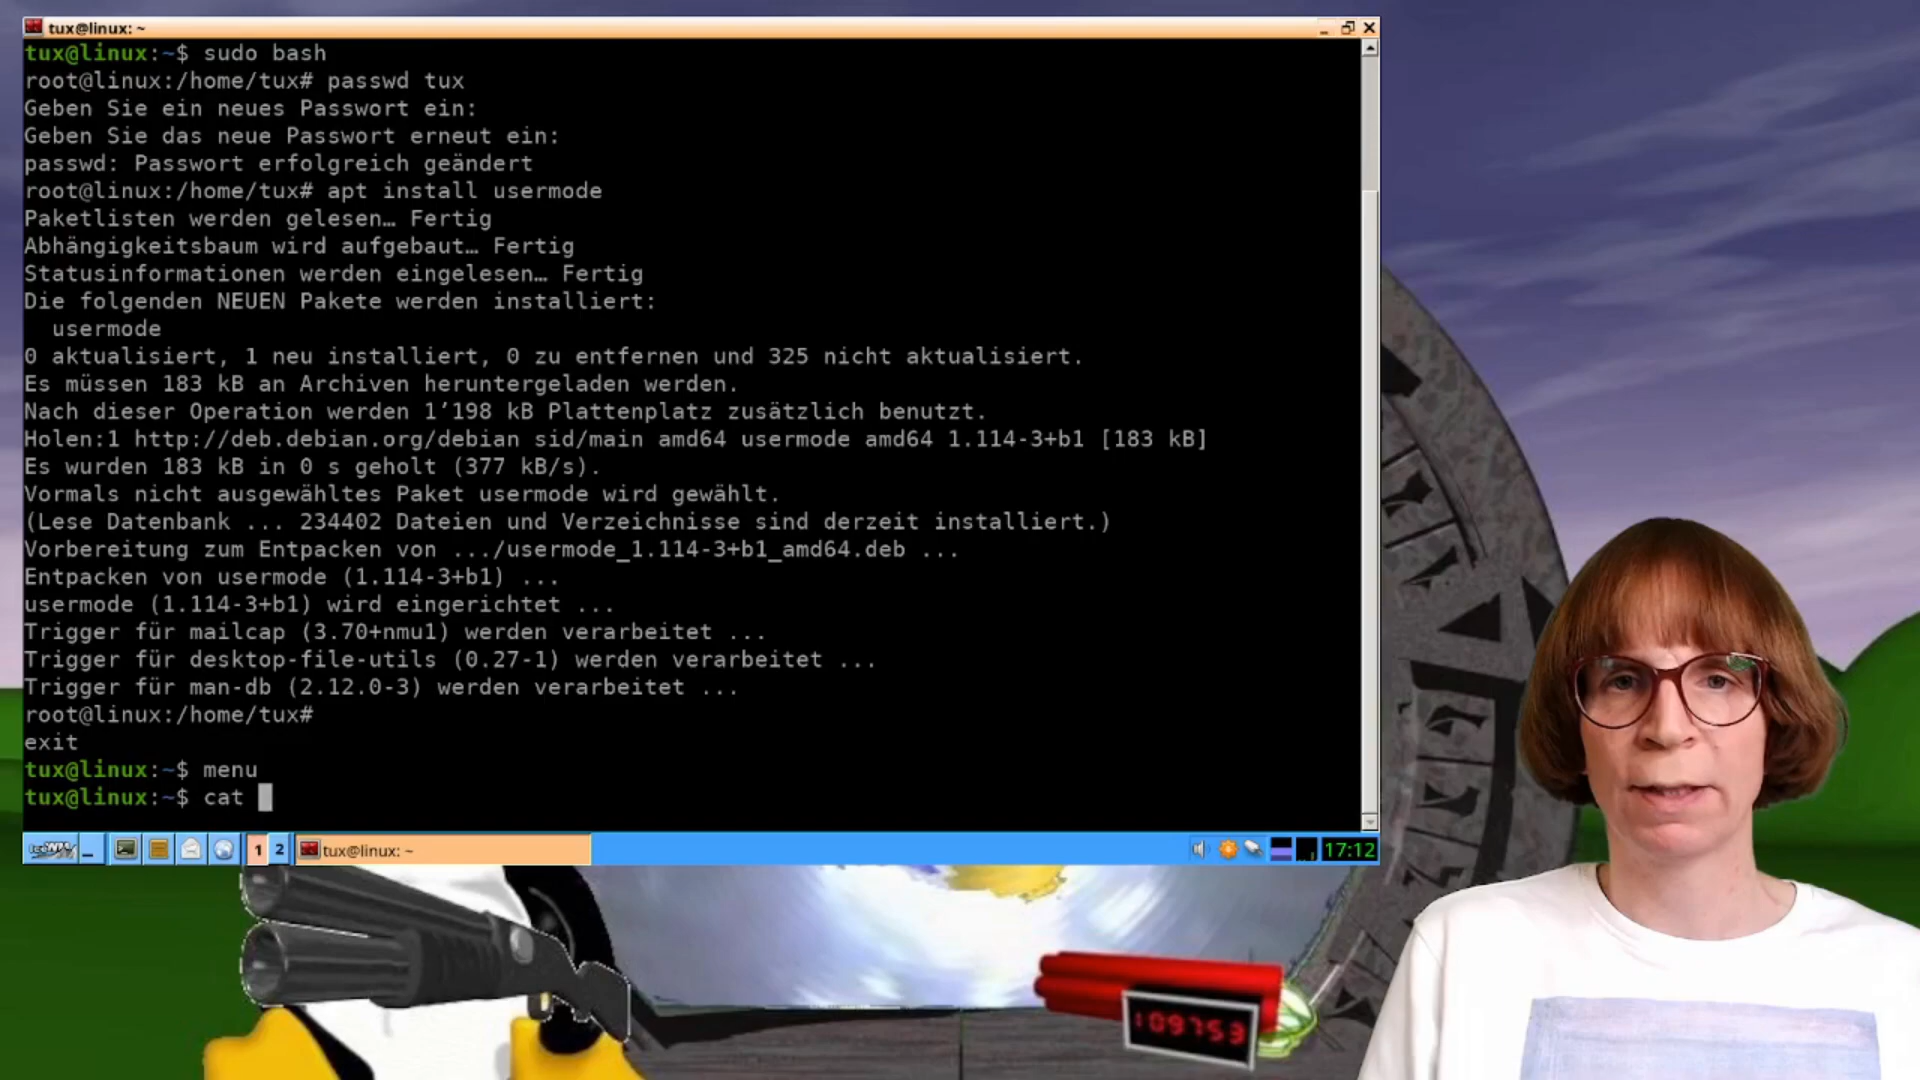 tux@linux: ~
tux@linux:~$ sudo bash
root@linux:/home/tux# passwd tux
Geben Sie ein neues Passwort ein:
Geben Sie das neue Passwort erneut ein:
passwd: Passwort erfolgreich geändert
root@linux:/home/tux# apt install usermode
Paketlisten werden gelesen… Fertig
Abhängigkeitsbaum wird aufgebaut… Fertig
Statusinformationen werden eingelesen… Fertig
Die folgenden NEUEN Pakete werden installiert:
  usermode
0 aktualisiert, 1 neu installiert, 0 zu entfernen und 325 nicht aktualisiert.
Es müssen 183 kB an Archiven heruntergeladen werden.
Nach dieser Operation werden 1’198 kB Plattenplatz zusätzlich benutzt.
Holen:1 http://deb.debian.org/debian sid/main amd64 usermode amd64 1.114-3+b1 [183 kB]
Es wurden 183 kB in 0 s geholt (377 kB/s).
Vormals nicht ausgewähltes Paket usermode wird gewählt.
(Lese Datenbank ... 234402 Dateien und Verzeichnisse sind derzeit installiert.)
Vorbereitung zum Entpacken von .../usermode_1.114-3+b1_amd64.deb ...
Entpacken von usermode (1.114-3+b1) ...
usermode (1.114-3+b1) wird eingerichtet ...
Trigger für mailcap (3.70+nmu1) werden verarbeitet ...
Trigger für desktop-file-utils (0.27-1) werden verarbeitet ...
Trigger für man-db (2.12.0-3) werden verarbeitet ...
root@linux:/home/tux#
exit
tux@linux:~$ menu
tux@linux:~$ cat
IceWM 1 2 tux@linux: ~ 17:12
109753